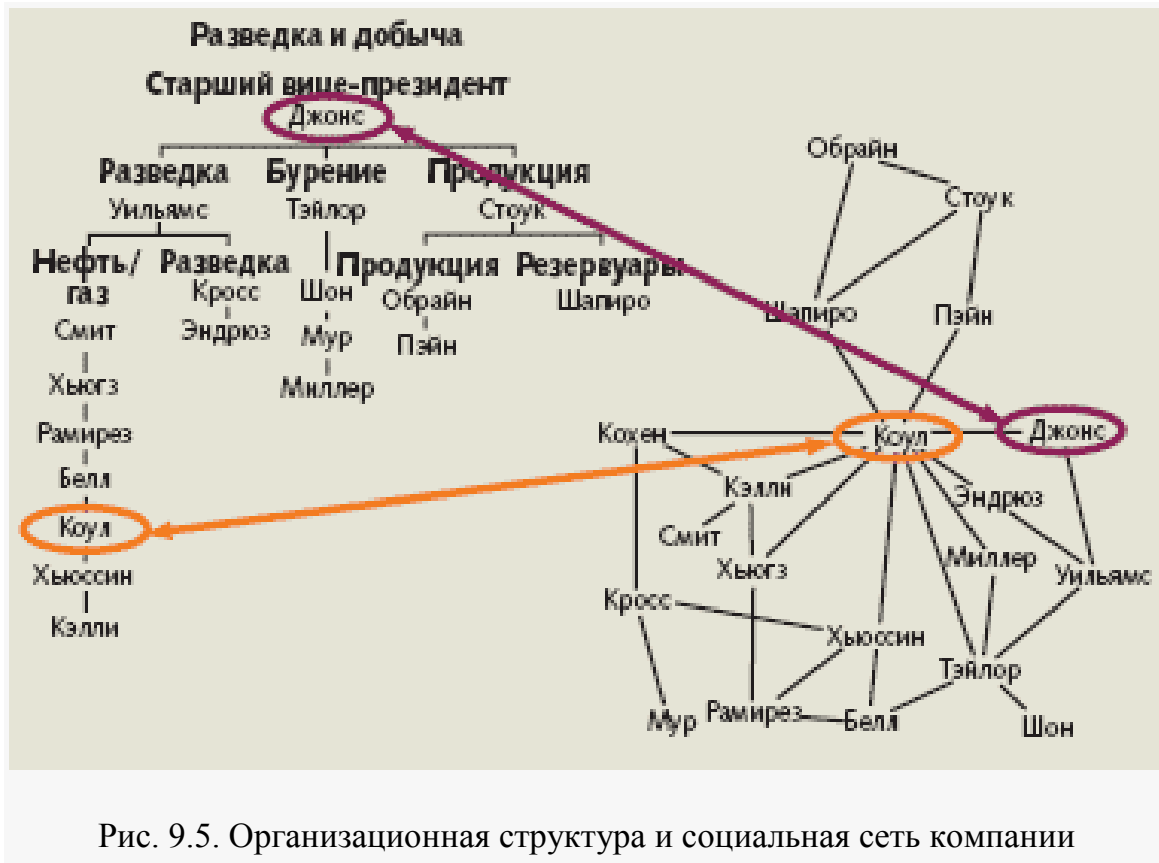 Разведка и добыча
Старший вице-президент
Джонс
Разведка Бурение Продукция
Уильямс Тэйлор Стоук
Нефть/ Разведка Продукция Резервуары
газ Кросс Шон Обрайн Шапиро
Смит Эндрюз Мур Пэйн
Хьюгз Миллер
Рамирез
Белл
Коул
Хьюссин
Кэлли
Обрайн
Стоук
Шапиро Пэйн
Кохен Коул Джонс
Кэлли Эндрюз
Смит Миллер
Хьюгз Уильямс
Кросс
Хьюссин
Тэйлор
Мур Рамирез Белл Шон
Рис. 9.5. Организационная структура и социальная сеть компании